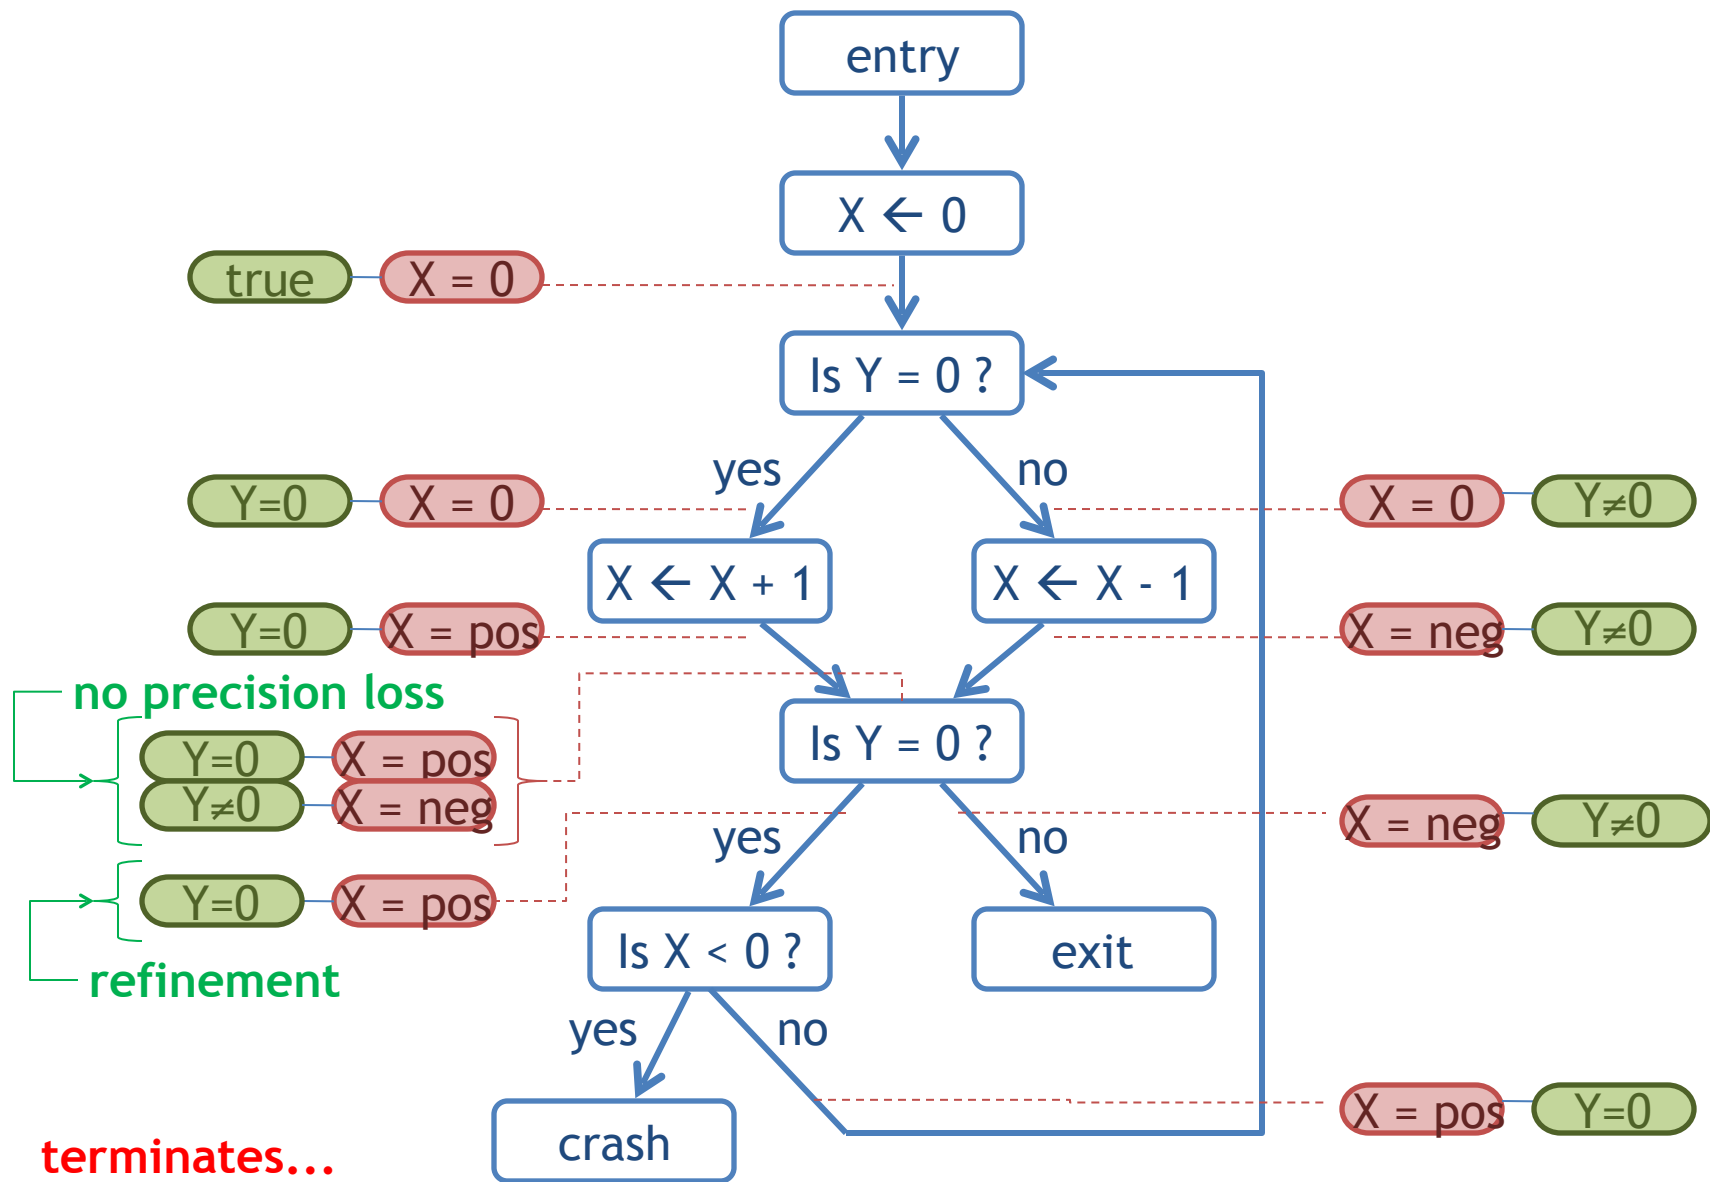 entry
X ← 0
true
X = 0
Is Y = 0 ?
yes
no
Y=0
X = 0
X = 0
Y≠0
X ← X + 1
X ← X - 1
Y=0
X = pos
X = neg
Y≠0
no precision loss
Is Y = 0 ?
Y=0
X = pos
Y≠0
X = neg
yes
no
X = neg
Y≠0
Y=0
X = pos
Is X < 0 ?
exit
refinement
yes
no
X = pos
Y=0
crash
terminates...